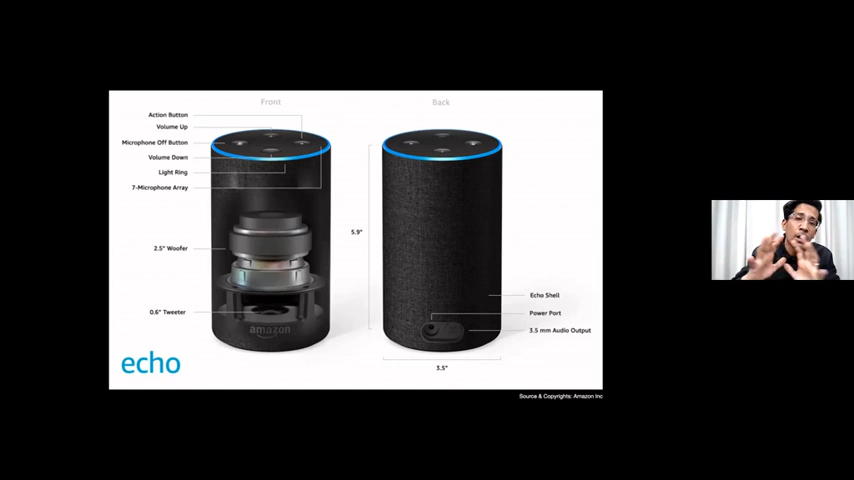 Front
Back
Action Button
Volume Up
Microphone Off Button
Volume Down
Light Ring
7-Microphone Array
5.9"
2.5" Woofer
Echo Shell
0.6" Tweeter
Power Port
amazon
3.5 mm Audio Output
echo
3.5"
Source & Copyrights: Amazon Inc